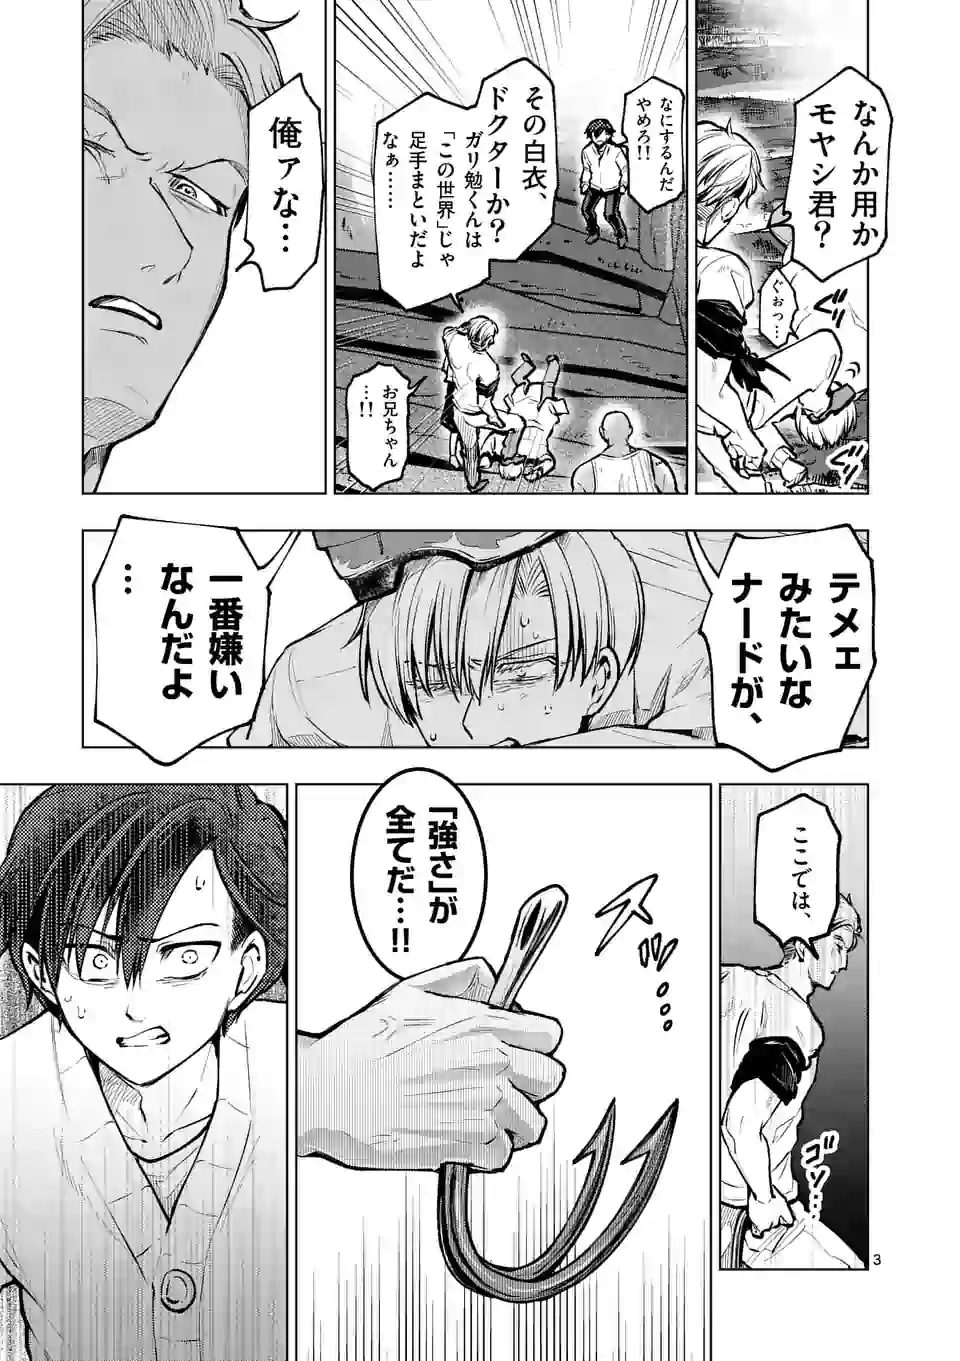 なんか用か
モヤシ君？
ぐぉっ…
なにするんだ
やめろ!!
その白衣、
ドクターか？
ガリ勉くんは
「この世界」じゃ
足手まといだよ
なぁ……
お兄ちゃん
…!!
俺ァな…
テメェ
みたいな
ナードが、
一番嫌い
なんだよ
…
ここでは、
ゴソ…
「強さ」が
全てだ…!!
ズッ…
3